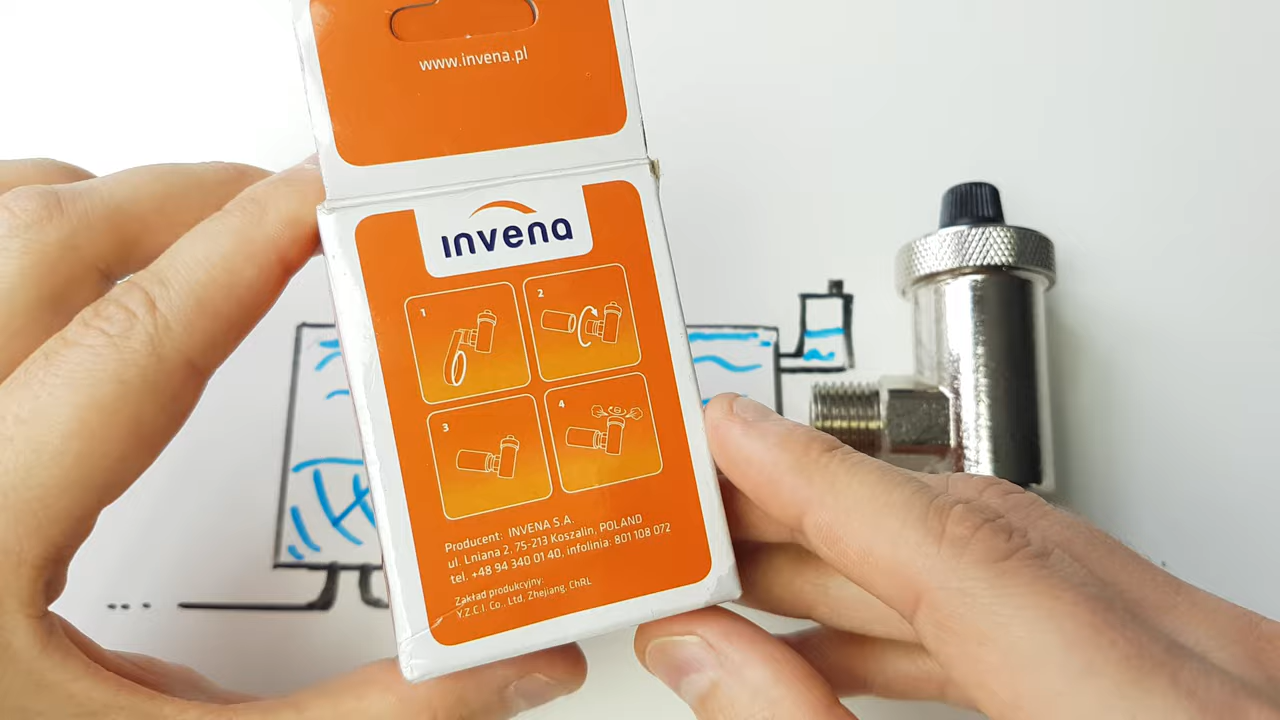 www.invena.pl
invena
1
2
3
4
Producent: INVENA S.A.
ul. Lniana 2, 75-213 Koszalin, POLAND
tel. +48 94 340 01 40, infolinia: 801 108 072
Zakład produkcyjny:
Y.Z.C.I. Co., Ltd. Zhejiang, ChRL